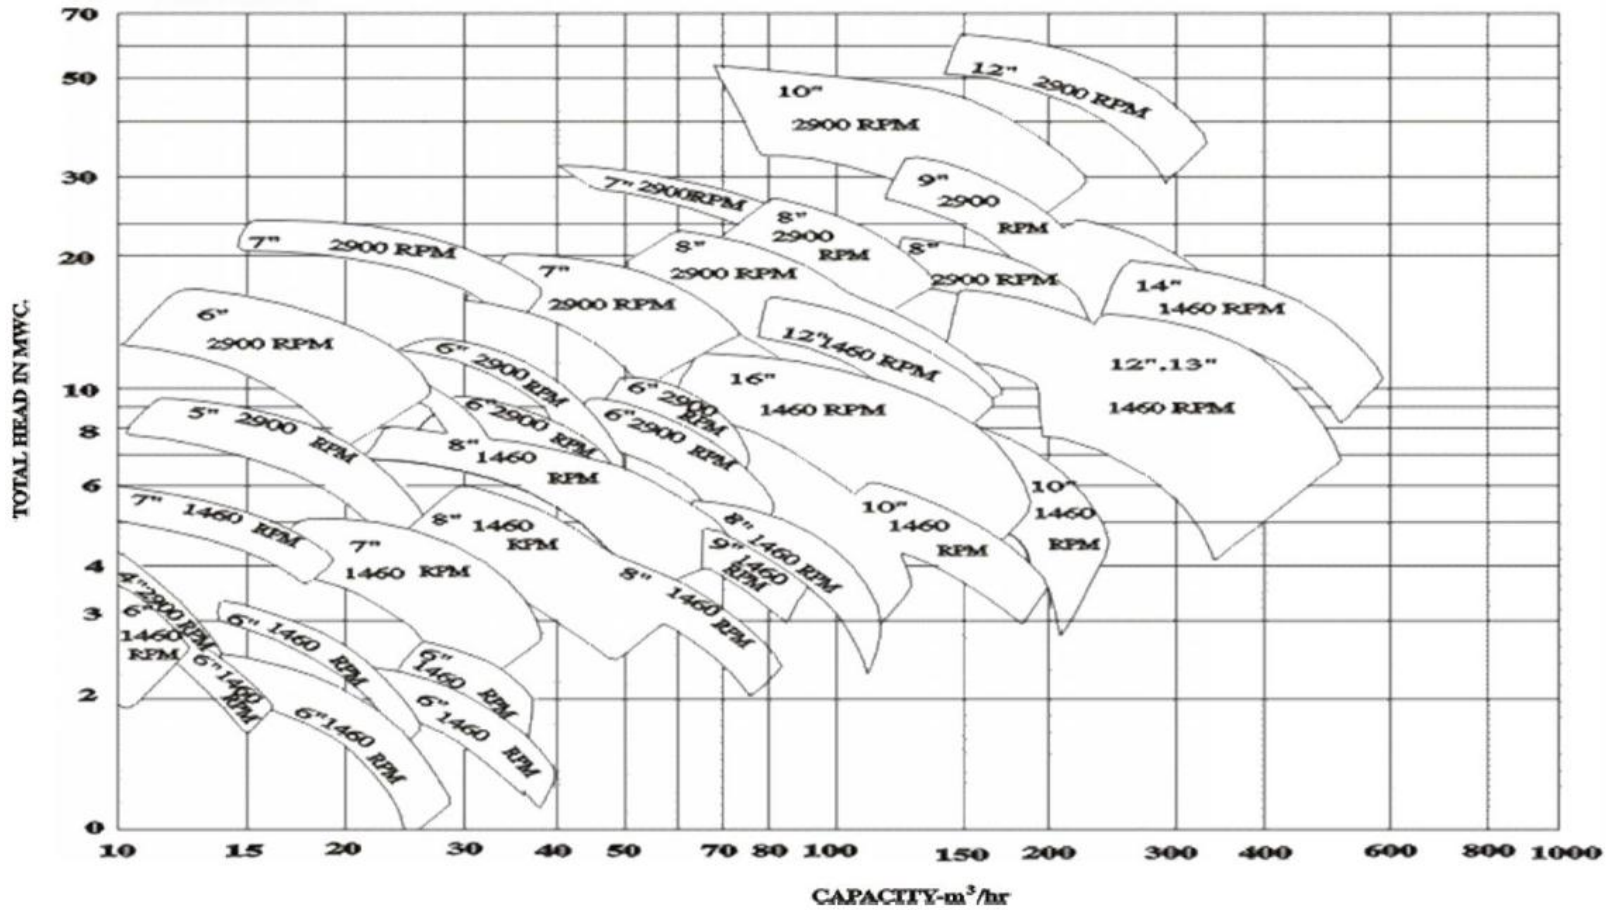 70
50
30
20
10
8
6
4
3
2
0
TOTAL HEAD IN MWC.
12" 2900 RPM
10"
2900 RPM
7" 2900RPM
9"
2900
RPM
8"
2900
RPM
8"
2900 RPM
8"
2900 RPM
7" 2900 RPM
7"
2900 RPM
14"
1460 RPM
6"
2900 RPM
12" 1460 RPM
12".13"
1460 RPM
6" 2900 RPM
16"
1460 RPM
6" 2900
RPM
6" 2900 RPM
6" 2900 RPM
5" 2900 RPM
8" 1460
RPM
10"
1460
RPM
10"
1460
RPM
7" 1460 RPM
8" 1460
RPM
8" 1460 RPM
7"
1460 RPM
9"
1460
RPM
8" 1460 RPM
4" 2900 RPM
6"
1460
RPM
6" 1460 RPM
6" 1460
RPM
6"
1460 RPM
6" 1460 RPM
6" 1460 RPM
10 15 20 30 40 50 70 80 100 150 200 300 400 600 800 1000
CAPACITY-m³/hr